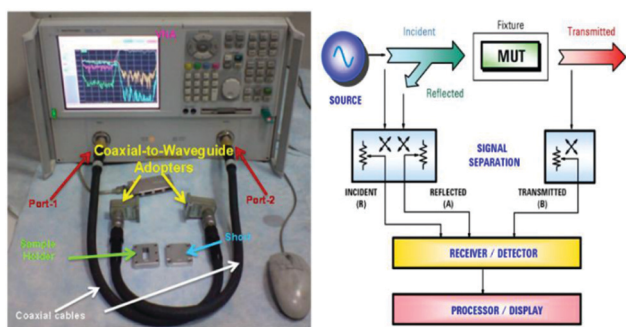 Coaxial-to-Waveguide
Adopters
Port-1
Port-2
Sample
Holder
Short
Coaxial cables
Fixture
Incident
Transmitted
MUT
SOURCE
Reflected
SIGNAL
SEPARATION
INCIDENT
(R)
REFLECTED
(A)
TRANSMITTED
(B)
RECEIVER / DETECTOR
PROCESSOR / DISPLAY